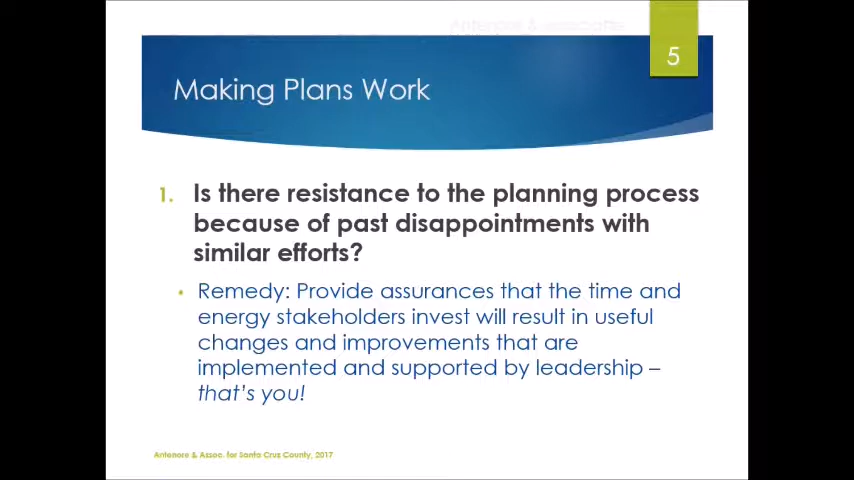 5
Making Plans Work
1. Is there resistance to the planning process
because of past disappointments with
similar efforts?
• Remedy: Provide assurances that the time and
energy stakeholders invest will result in useful
changes and improvements that are
implemented and supported by leadership –
that's you!
Antenore & Assoc. for Santa Cruz County, 2017